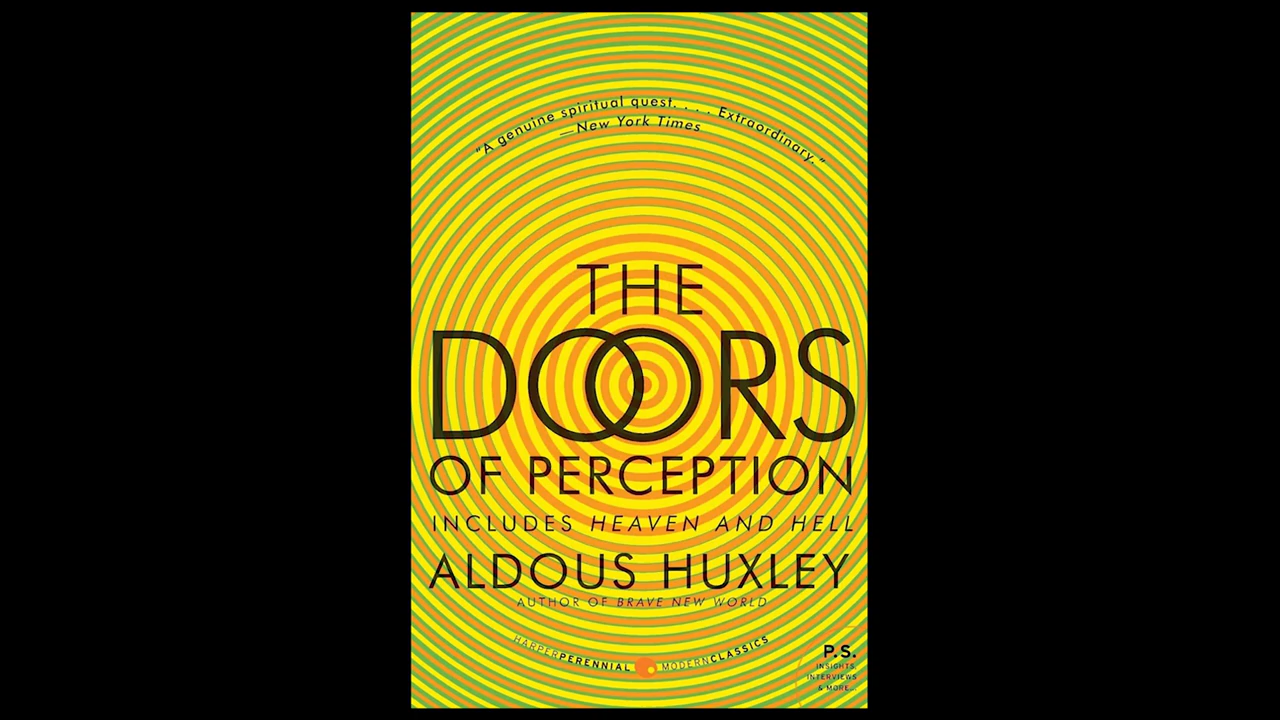 "A genuine spiritual quest. . . . Extraordinary."
—New York Times
THE
DOORS
OF PERCEPTION
INCLUDES HEAVEN AND HELL
ALDOUS HUXLEY
AUTHOR OF BRAVE NEW WORLD
HARPERPERENNIAL MODERNCLASSICS
P.S.
INSIGHTS,
INTERVIEWS
& MORE...